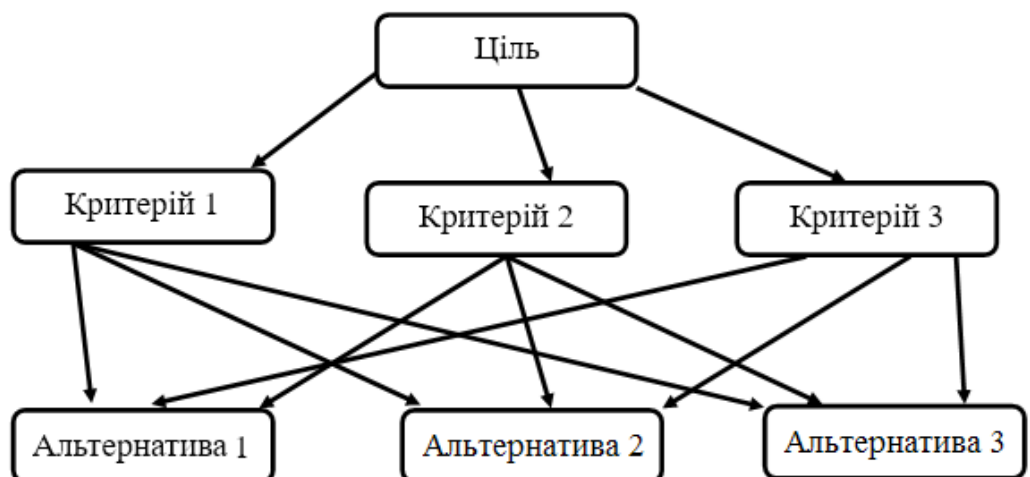 Ціль
Критерій 1
Критерій 2
Критерій 3
Альтернатива 1
Альтернатива 2
Альтернатива 3